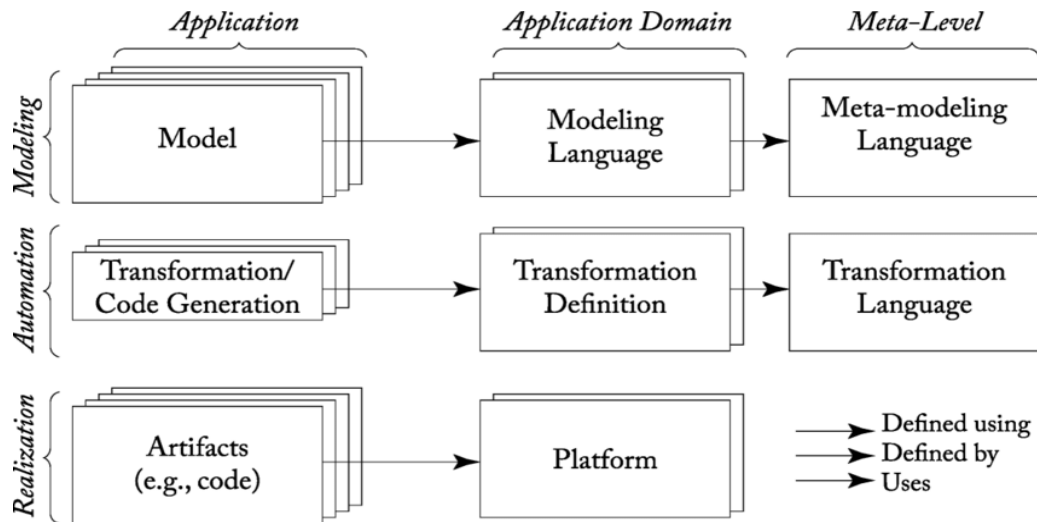 Application
Application Domain
Meta-Level
Modeling
Model
Modeling
Language
Meta-modeling
Language
Automation
Transformation/
Code Generation
Transformation
Definition
Transformation
Language
Realization
Artifacts
(e.g., code)
Platform
Defined using
Defined by
Uses